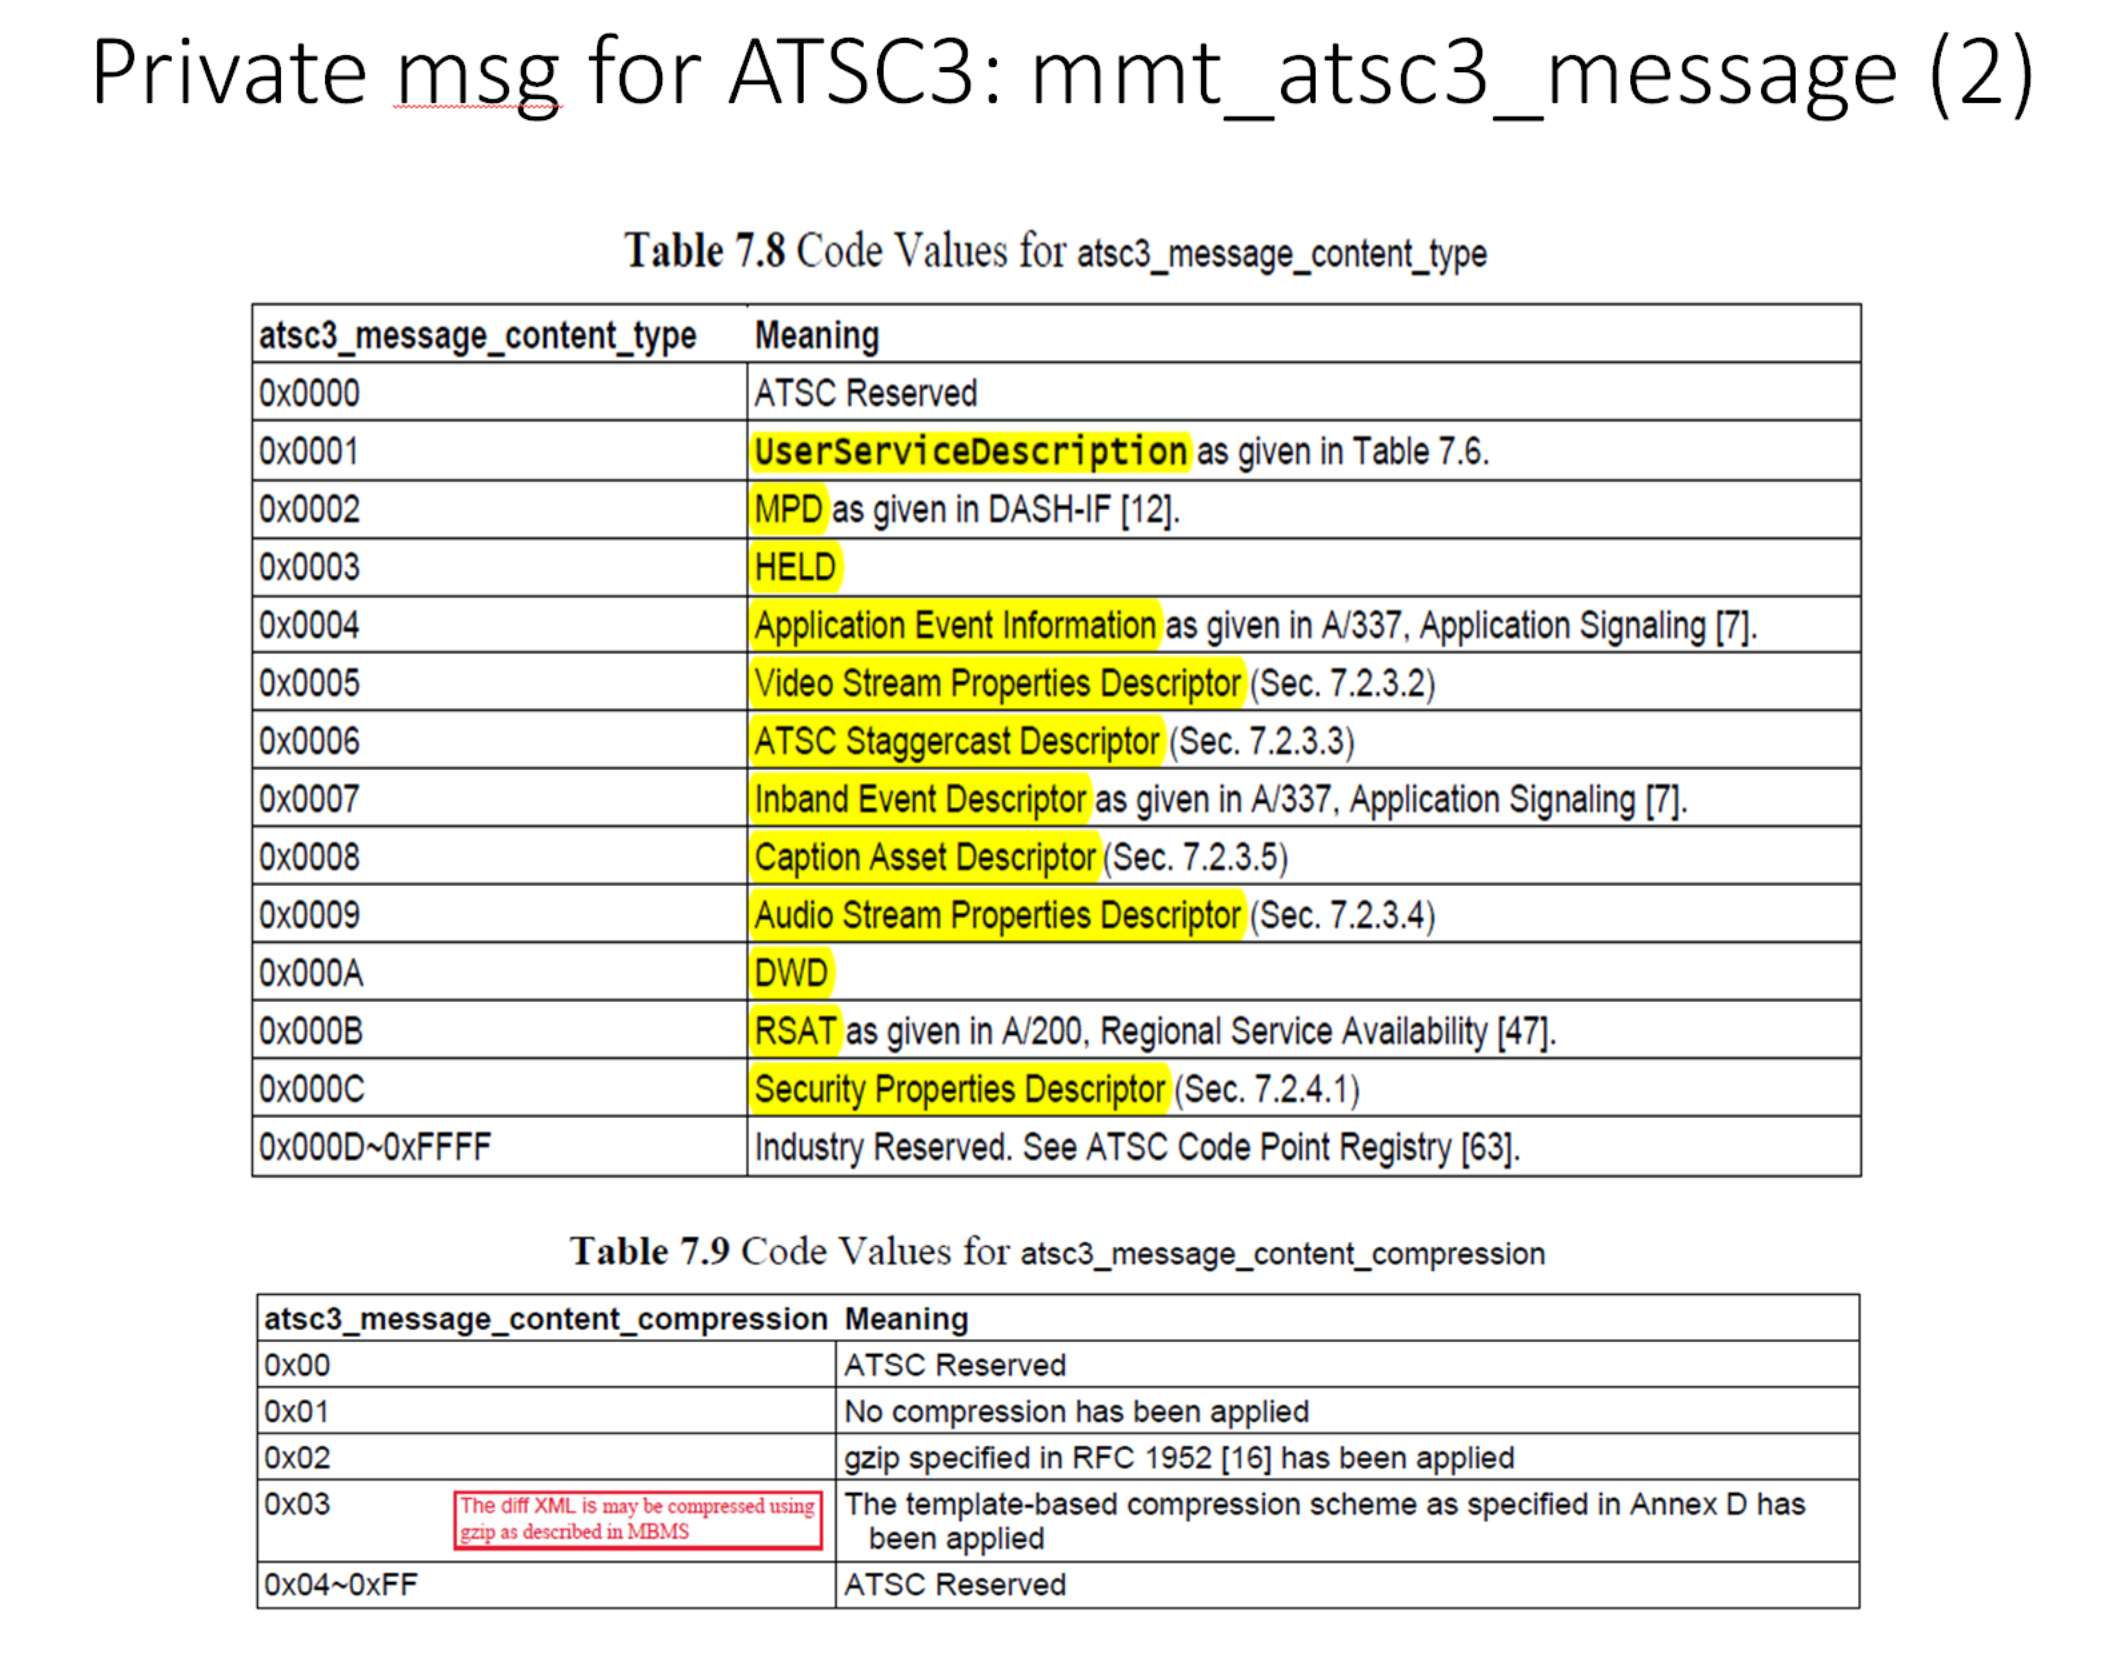 Private msg for ATSC3: mmt_atsc3_message (2)
Table 7.8 Code Values for atsc3_message_content_type
atsc3_message_content_type Meaning
0x0000 ATSC Reserved
0x0001 UserServiceDescription as given in Table 7.6.
0x0002 MPD as given in DASH-IF [12].
0x0003 HELD
0x0004 Application Event Information as given in A/337, Application Signaling [7].
0x0005 Video Stream Properties Descriptor (Sec. 7.2.3.2)
0x0006 ATSC Staggercast Descriptor (Sec. 7.2.3.3)
0x0007 Inband Event Descriptor as given in A/337, Application Signaling [7].
0x0008 Caption Asset Descriptor (Sec. 7.2.3.5)
0x0009 Audio Stream Properties Descriptor (Sec. 7.2.3.4)
0x000A DWD
0x000B RSAT as given in A/200, Regional Service Availability [47].
0x000C Security Properties Descriptor (Sec. 7.2.4.1)
0x000D~0xFFFF Industry Reserved. See ATSC Code Point Registry [63].
Table 7.9 Code Values for atsc3_message_content_compression
atsc3_message_content_compression Meaning
0x00 ATSC Reserved
0x01 No compression has been applied
0x02 gzip specified in RFC 1952 [16] has been applied
0x03 The template-based compression scheme as specified in Annex D has
been applied
The diff XML is may be compressed using
gzip as described in MBMS
0x04~0xFF ATSC Reserved